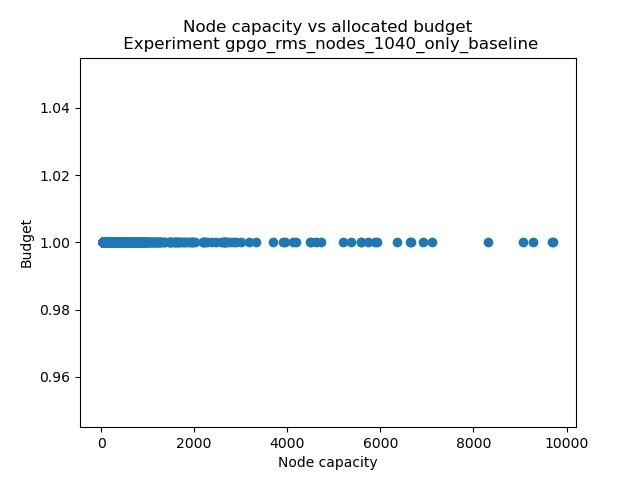 Node capacity vs allocated budget
Experiment gpgo_rms_nodes_1040_only_baseline
1.04
1.02
1.00
0.98
0.96
Budget
0
2000
4000
6000
8000
10000
Node capacity